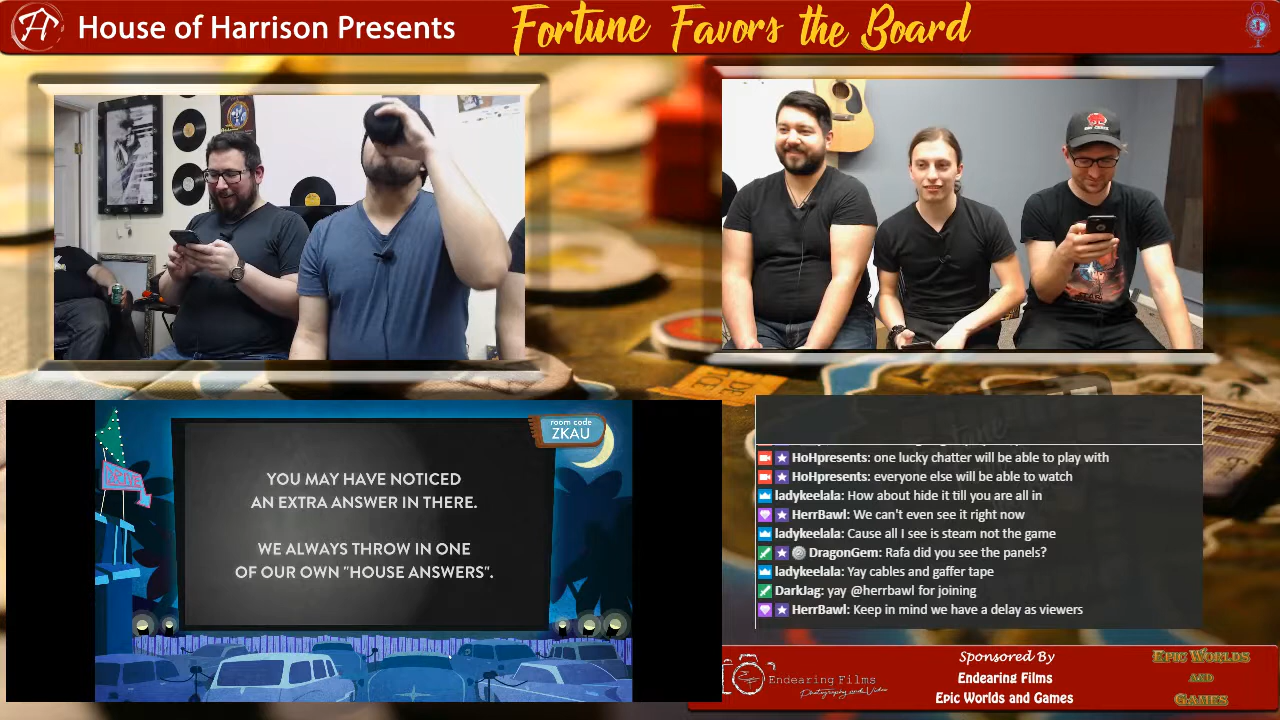 House of Harrison Presents
Fortune Favors the Board
room code
ZKAU
YOU MAY HAVE NOTICED
AN EXTRA ANSWER IN THERE.
WE ALWAYS THROW IN ONE
OF OUR OWN "HOUSE ANSWERS".
HoHpresents: one lucky chatter will be able to play with
HoHpresents: everyone else will be able to watch
ladykeelala: How about hide it till you are all in
HerrBawl: We can't even see it right now
ladykeelala: Cause all I see is steam not the game
DragonGem: Rafa did you see the panels?
ladykeelala: Yay cables and gaffer tape
DarkJag: yay @herrbawl for joining
HerrBawl: Keep in mind we have a delay as viewers
Endearing Films
Photography and Video
Sponsored By
Endearing Films
Epic Worlds and Games
EPIC WORLDS
AND
GAMES